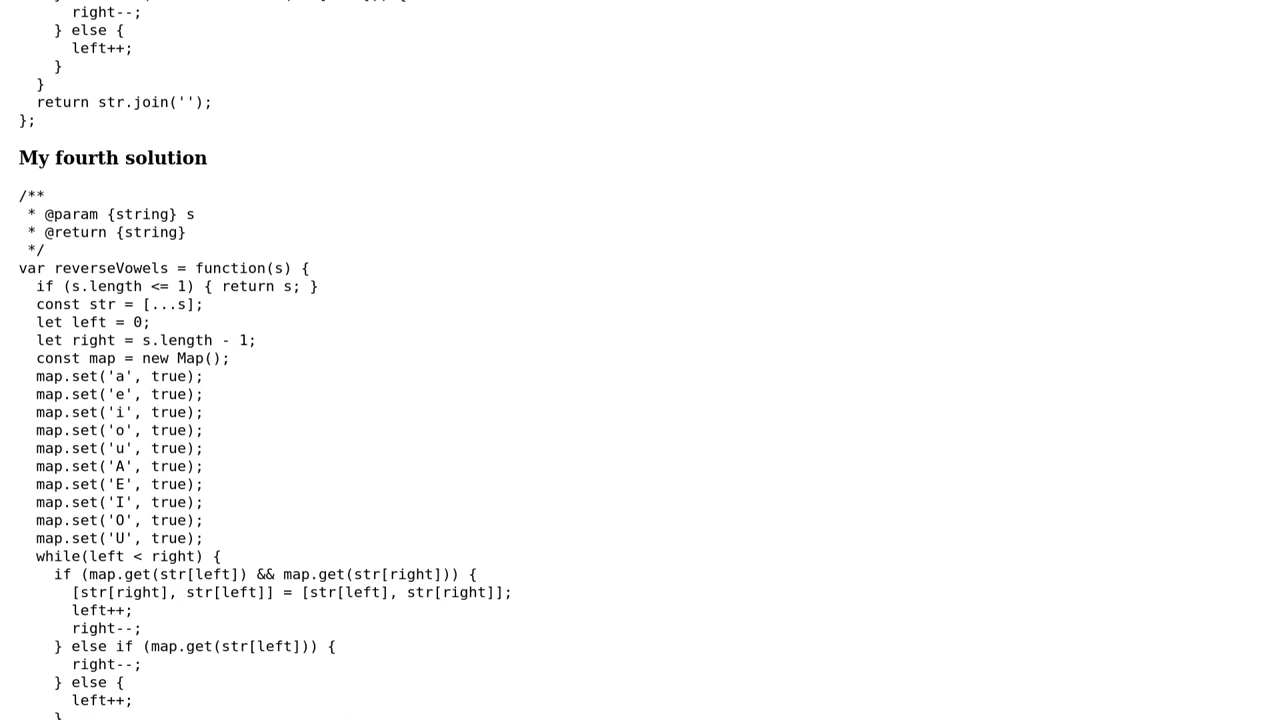 right--;
} else {
left++;
}
}
return str.join('');
};
My fourth solution
/**
* @param {string} s
* @return {string}
*/
var reverseVowels = function(s) {
if (s.length <= 1) { return s; }
const str = [...s];
let left = 0;
let right = s.length - 1;
const map = new Map();
map.set('a', true);
map.set('e', true);
map.set('i', true);
map.set('o', true);
map.set('u', true);
map.set('A', true);
map.set('E', true);
map.set('I', true);
map.set('O', true);
map.set('U', true);
while(left < right) {
if (map.get(str[left]) && map.get(str[right])) {
[str[right], str[left]] = [str[left], str[right]];
left++;
right--;
} else if (map.get(str[left])) {
right--;
} else {
left++;
}